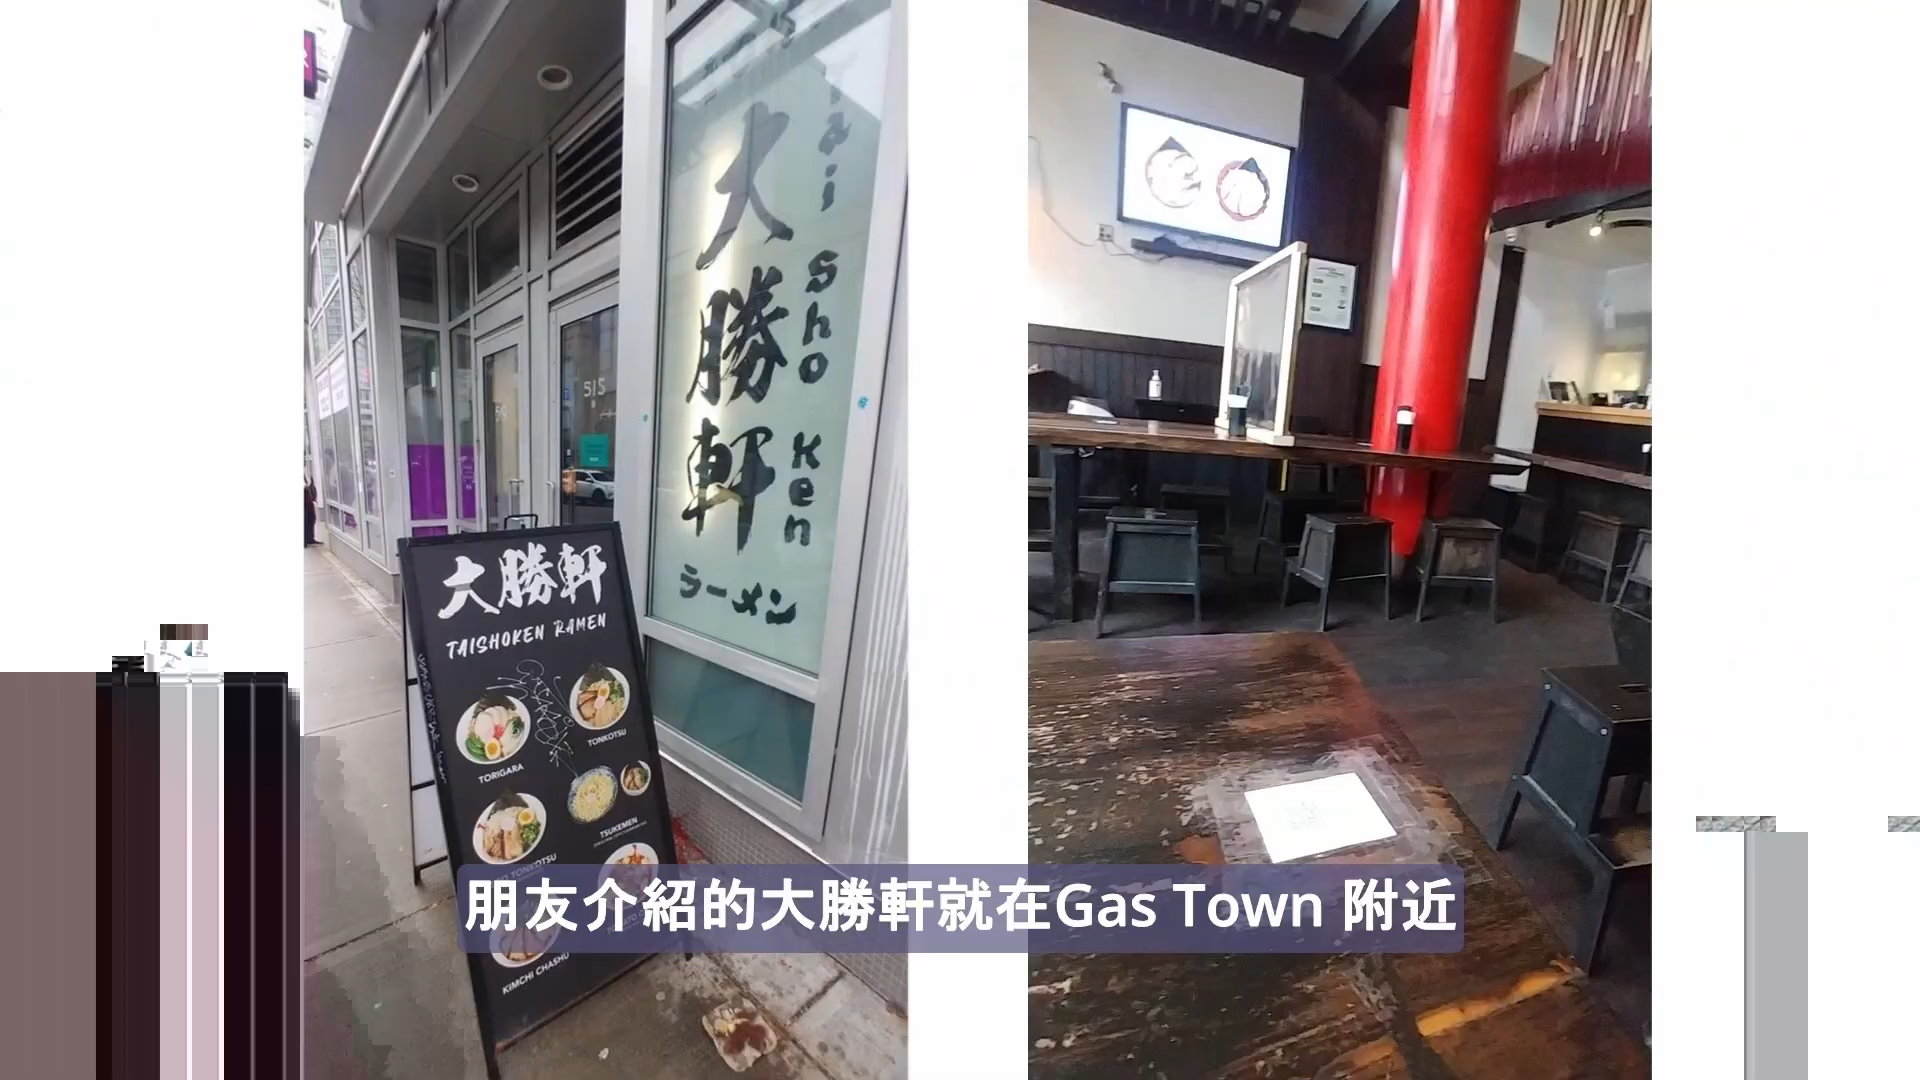 大勝軒
Tai Sho Ken
ラーメン
515
大勝軒
TAISHOKEN RAMEN
TORIGARA
TONKOTSU
TSUKEMEN
TONKOTSU
KIMCHI CHASHU
朋友介紹的大勝軒就在Gas Town 附近